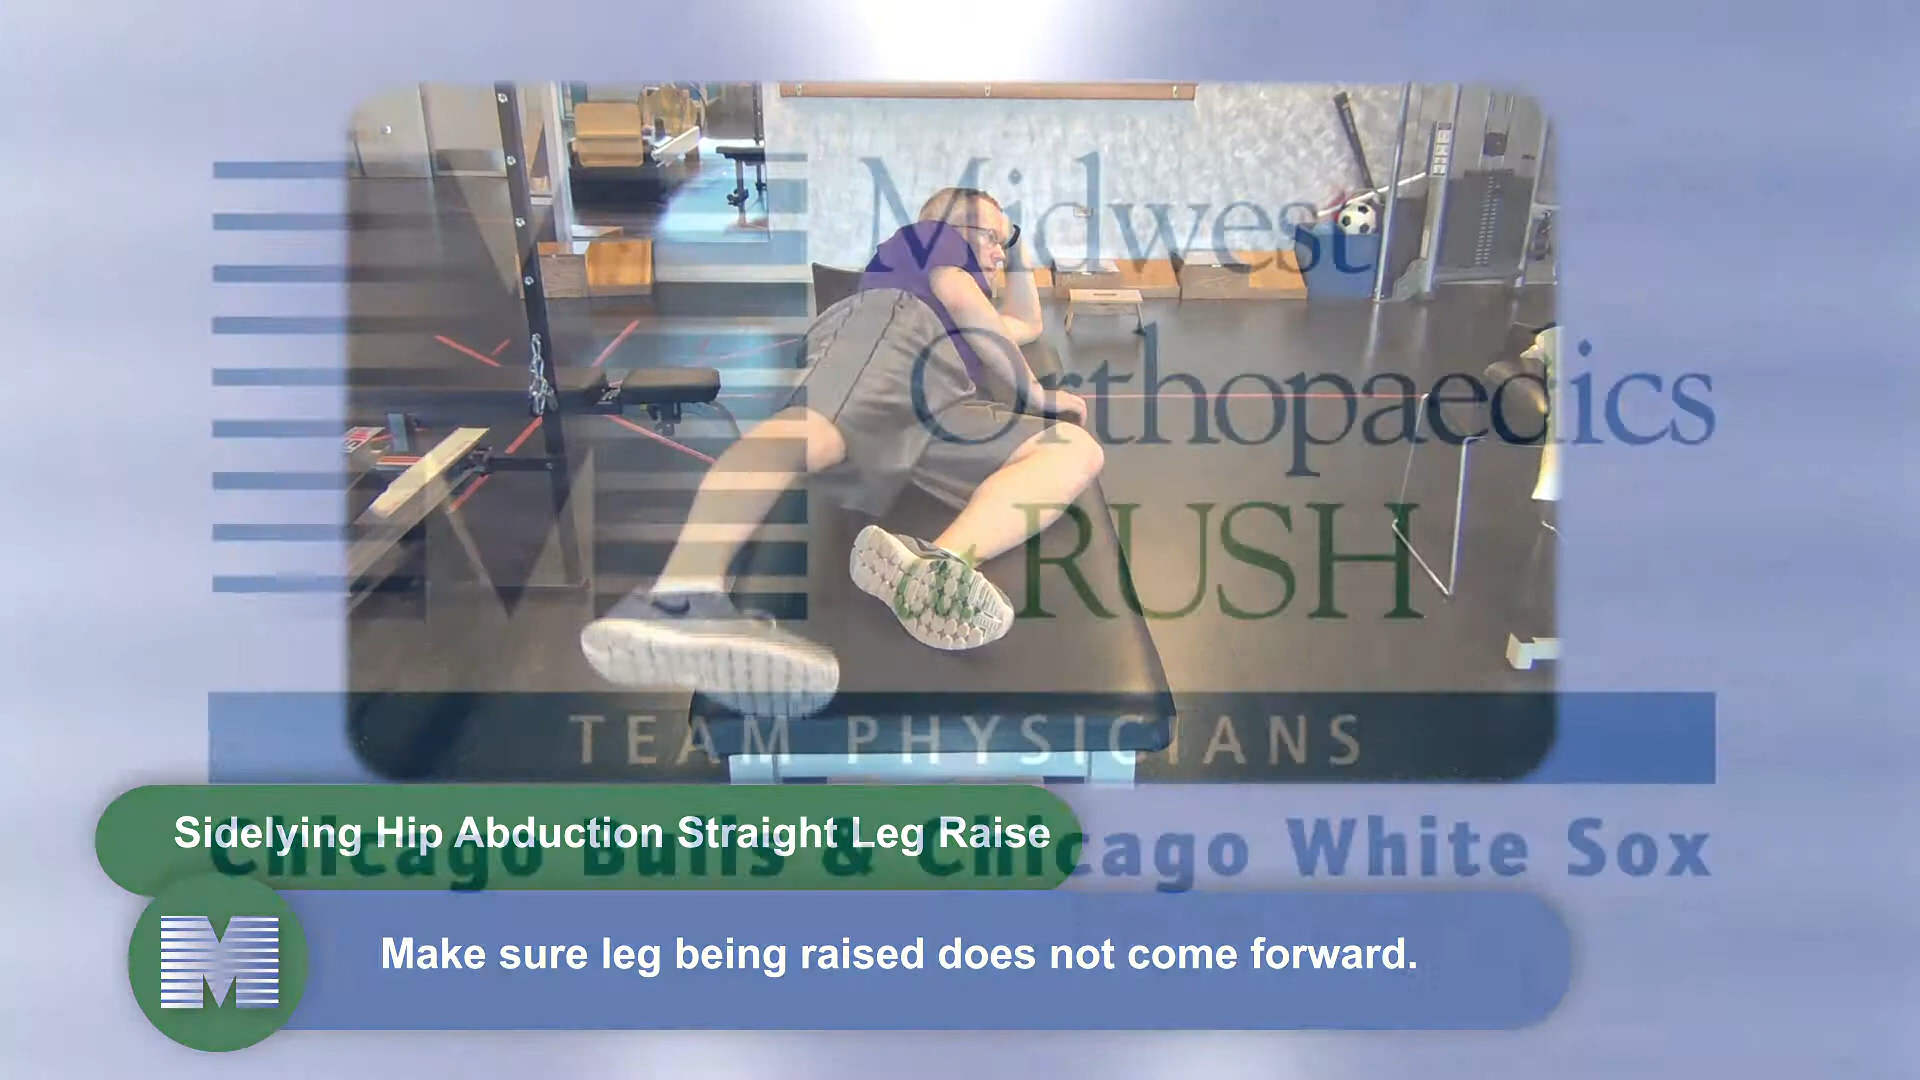 Midwest
Orthopaedics
at RUSH
TEAM PHYSICIANS
Chicago Bulls & Chicago White Sox
Sidelying Hip Abduction Straight Leg Raise
M
Make sure leg being raised does not come forward.